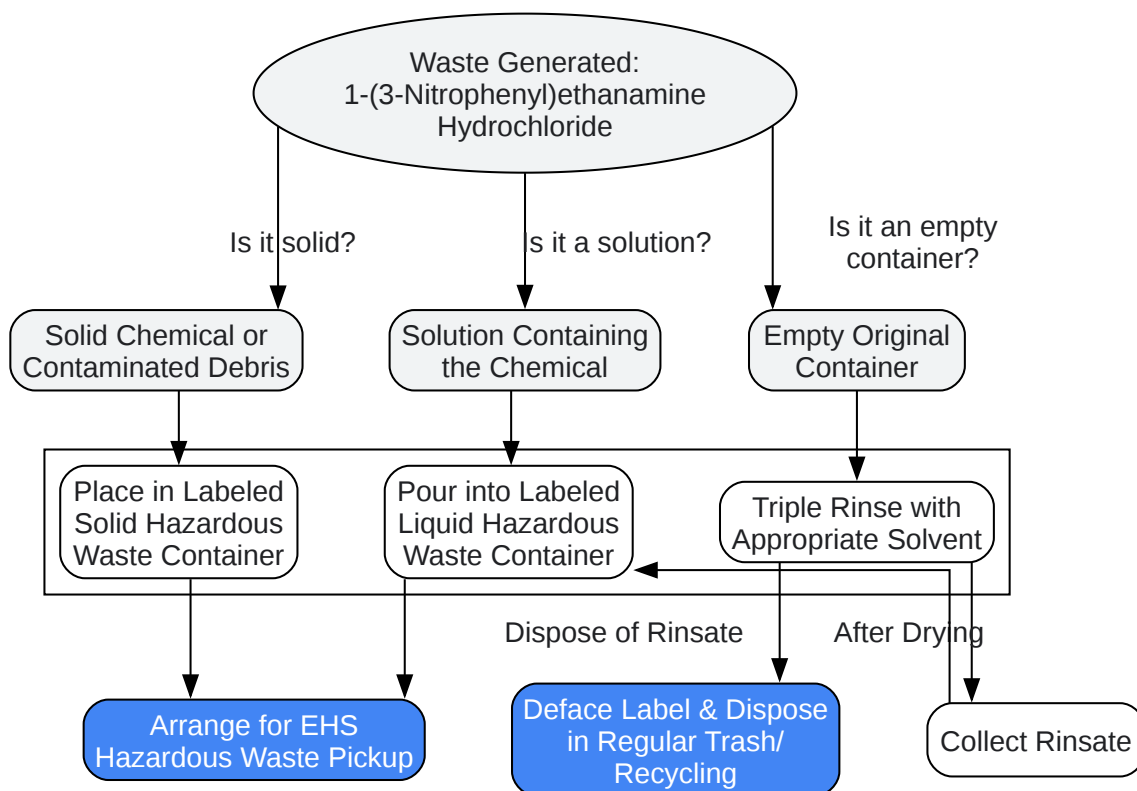 Waste Generated:
1-(3-Nitrophenyl)ethanamine
Hydrochloride
Is it solid?
Is it a solution?
Is it an empty
container?
Solid Chemical or
Contaminated Debris
Solution Containing
the Chemical
Empty Original
Container
Place in Labeled
Solid Hazardous
Waste Container
Pour into Labeled
Liquid Hazardous
Waste Container
Triple Rinse with
Appropriate Solvent
Dispose of Rinsate
After Drying
Arrange for EHS
Hazardous Waste Pickup
Deface Label & Dispose
in Regular Trash/
Recycling
Collect Rinsate